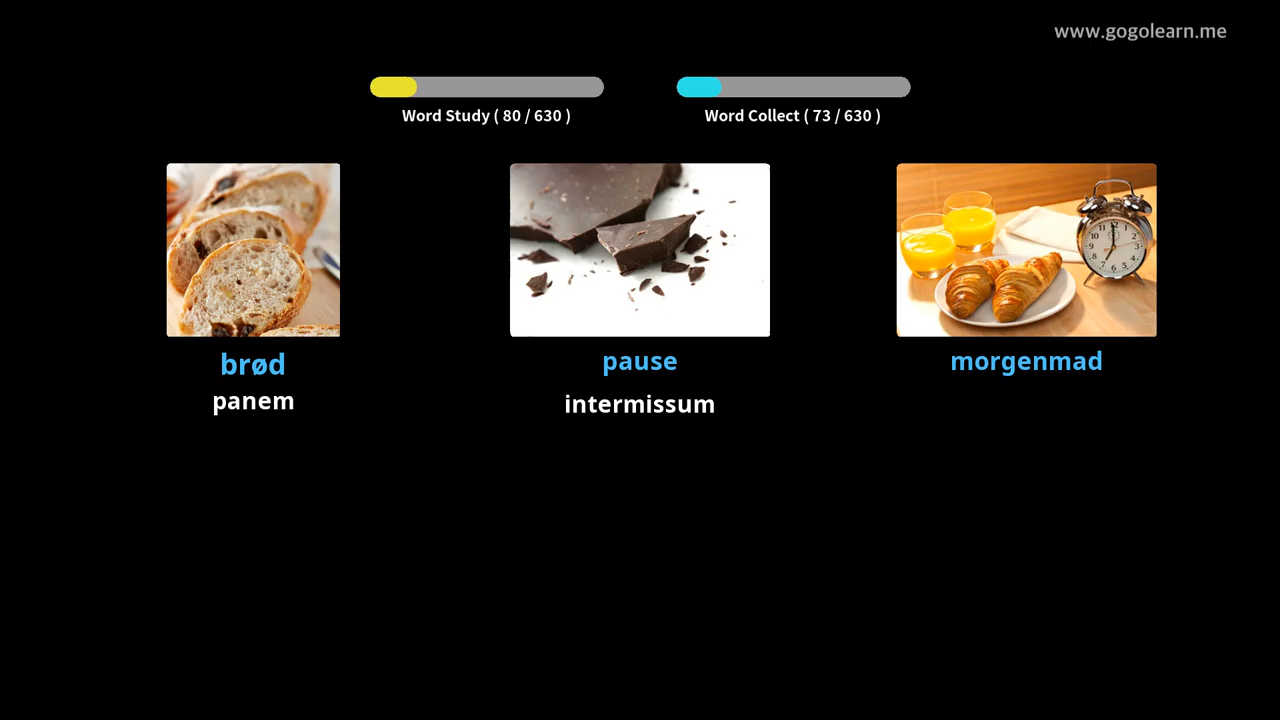 www.gogolearn.me
Word Study ( 80 / 630 )
Word Collect ( 73 / 630 )
brød
panem
pause
intermissum
morgenmad